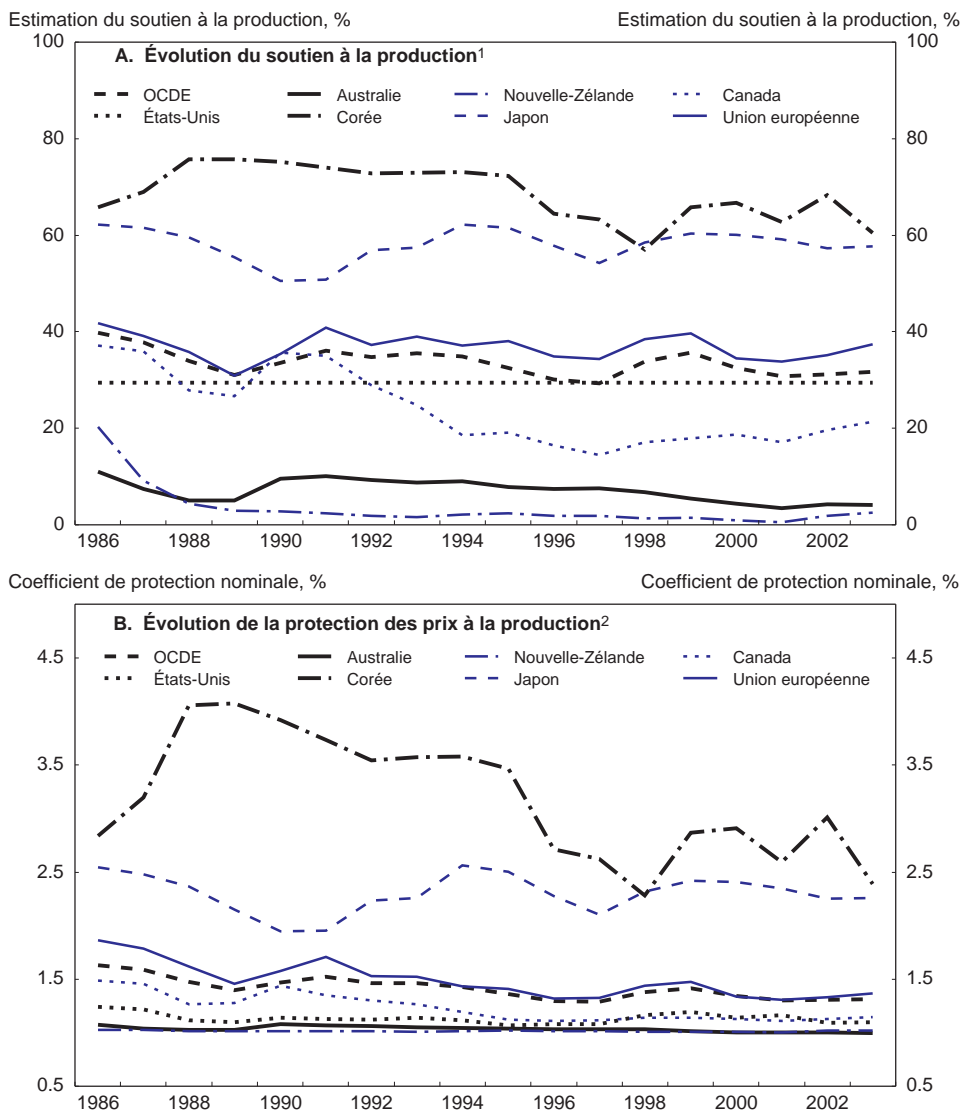 Estimation du soutien à la production, % Estimation du soutien à la production, %
100 100
A. Évolution du soutien à la production1
OCDE Australie Nouvelle-Zélande Canada
États-Unis Corée Japon Union européenne
80 80
60 60
40 40
20 20
0 0
1986 1988 1990 1992 1994 1996 1998 2000 2002
Coefficient de protection nominale, % Coefficient de protection nominale, %
B. Évolution de la protection des prix à la production2
4.5 4.5
OCDE Australie Nouvelle-Zélande Canada
États-Unis Corée Japon Union européenne
3.5 3.5
2.5 2.5
1.5 1.5
0.5 0.5
1986 1988 1990 1992 1994 1996 1998 2000 2002